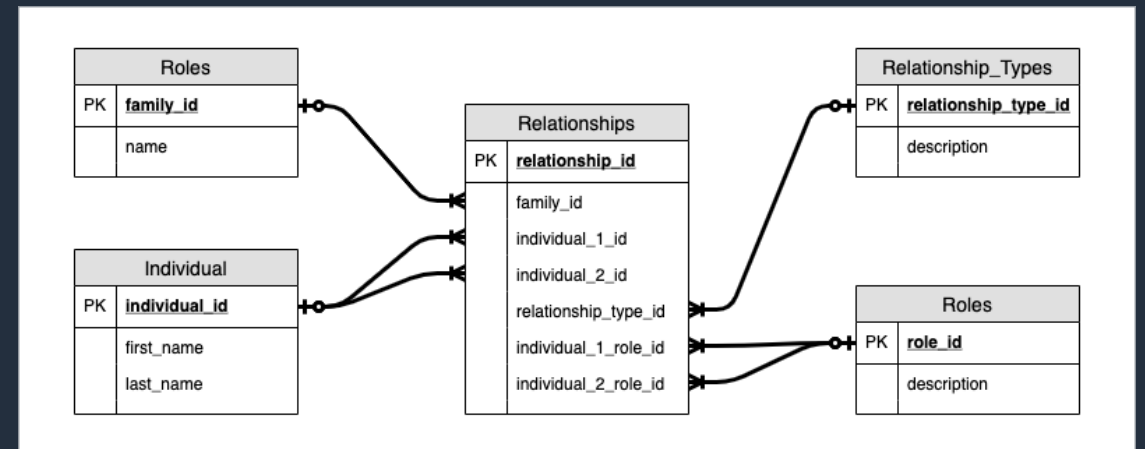 Roles
PK family_id
name
Individual
PK individual_id
first_name
last_name
Relationships
PK relationship_id
family_id
individual_1_id
individual_2_id
relationship_type_id
individual_1_role_id
individual_2_role_id
Relationship_Types
PK relationship_type_id
description
Roles
PK role_id
description